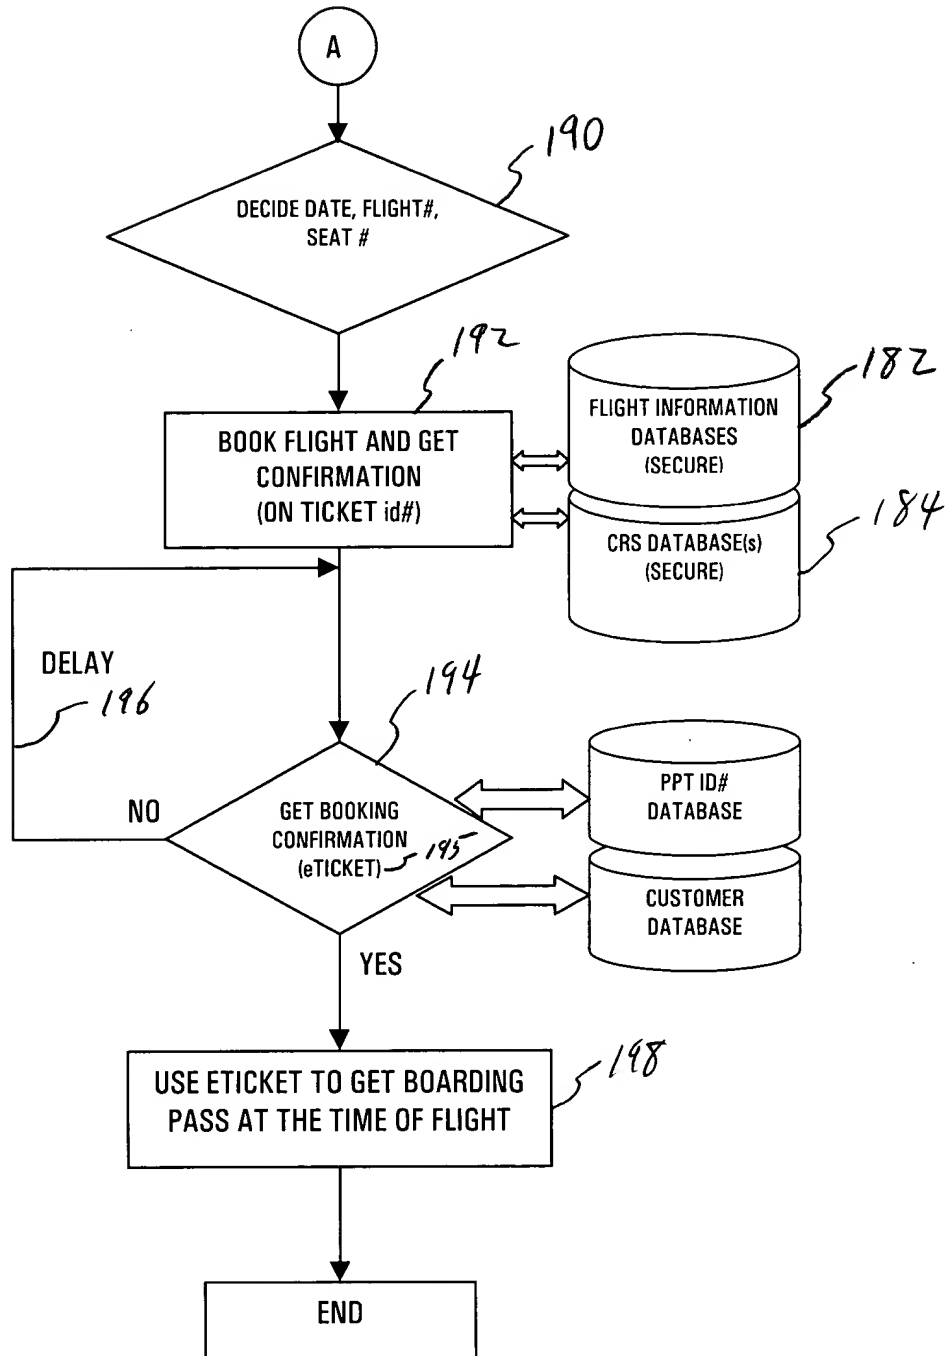 A
190
DECIDE DATE, FLIGHT#,
SEAT #
192
182
BOOK FLIGHT AND GET
CONFIRMATION
(ON TICKET id#)
FLIGHT INFORMATION
DATABASES
(SECURE)
184
CRS DATABASE(s)
(SECURE)
DELAY
196
194
NO
GET BOOKING
CONFIRMATION
(eTICKET)
195
PPT ID#
DATABASE
CUSTOMER
DATABASE
YES
198
USE ETICKET TO GET BOARDING
PASS AT THE TIME OF FLIGHT
END